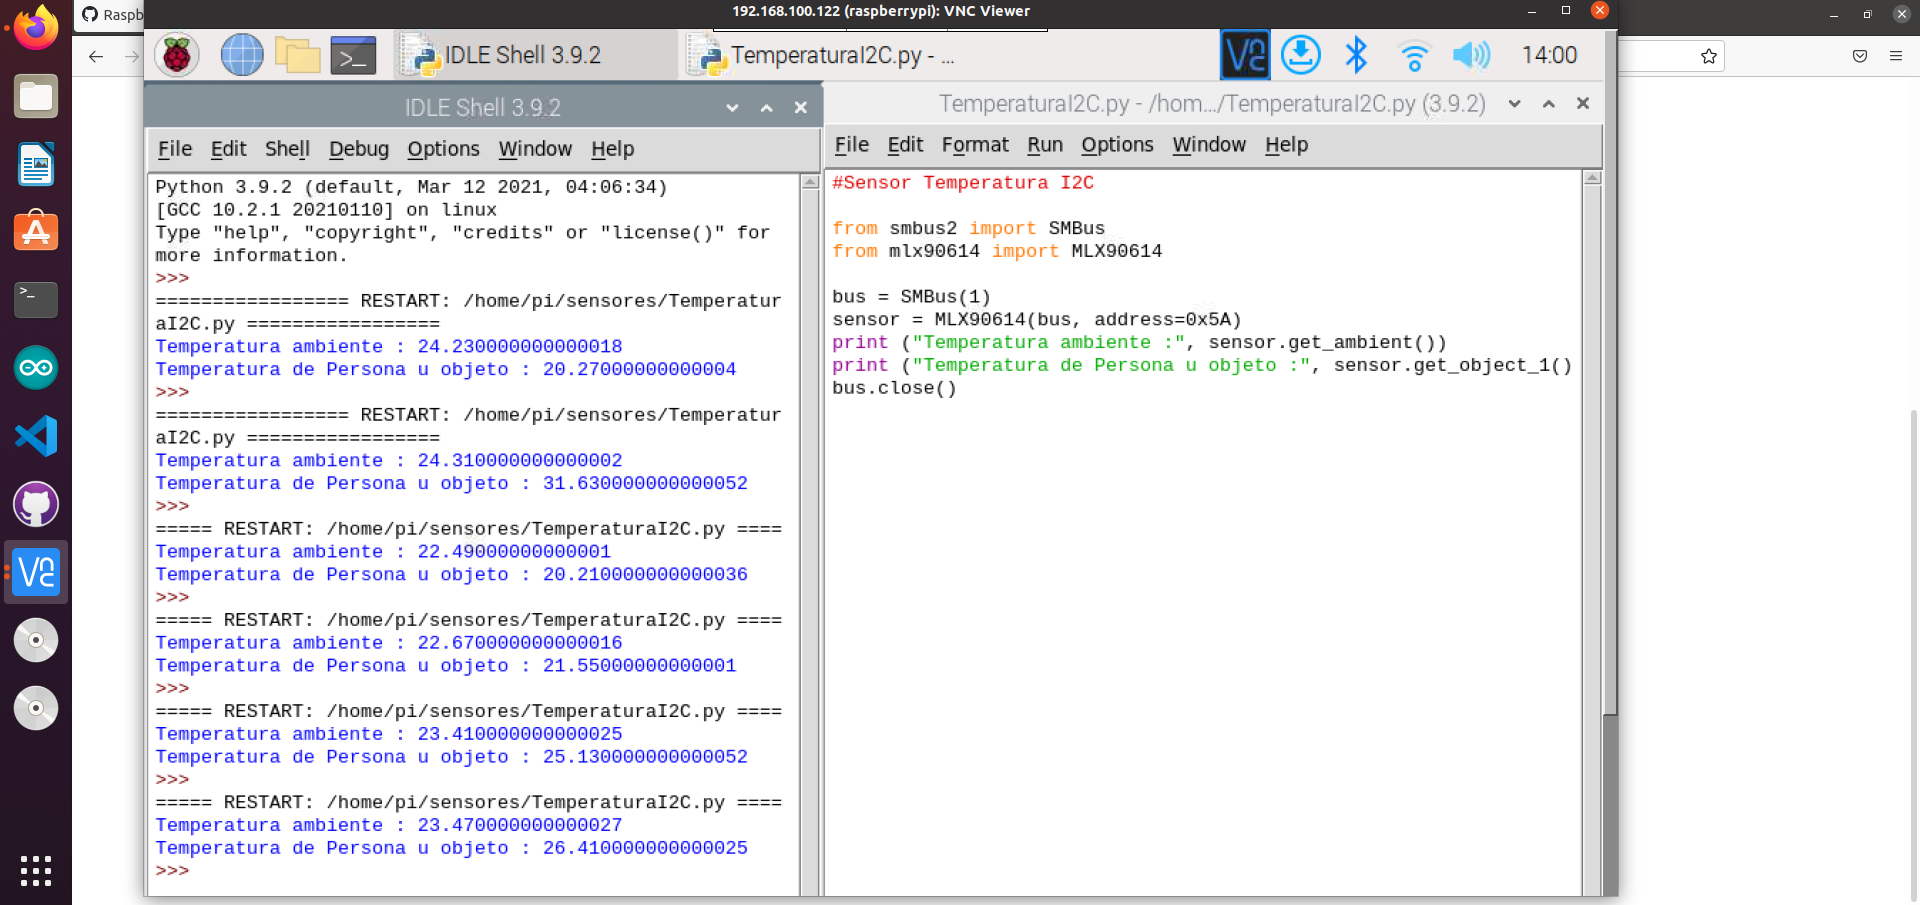 192.168.100.122 (raspberrypi): VNC Viewer
Raspb
IDLE Shell 3.9.2
TemperaturaI2C.py - ...
14:00
IDLE Shell 3.9.2
File Edit Shell Debug Options Window Help
Python 3.9.2 (default, Mar 12 2021, 04:06:34)
[GCC 10.2.1 20210110] on linux
Type "help", "copyright", "credits" or "license()" for
more information.
>>>
================= RESTART: /home/pi/sensores/Temperatur
aI2C.py =================
Temperatura ambiente : 24.230000000000018
Temperatura de Persona u objeto : 20.27000000000004
>>>
================= RESTART: /home/pi/sensores/Temperatur
aI2C.py =================
Temperatura ambiente : 24.310000000000002
Temperatura de Persona u objeto : 31.630000000000052
>>>
===== RESTART: /home/pi/sensores/TemperaturaI2C.py ====
Temperatura ambiente : 22.49000000000001
Temperatura de Persona u objeto : 20.210000000000036
>>>
===== RESTART: /home/pi/sensores/TemperaturaI2C.py ====
Temperatura ambiente : 22.670000000000016
Temperatura de Persona u objeto : 21.55000000000001
>>>
===== RESTART: /home/pi/sensores/TemperaturaI2C.py ====
Temperatura ambiente : 23.410000000000025
Temperatura de Persona u objeto : 25.130000000000052
>>>
===== RESTART: /home/pi/sensores/TemperaturaI2C.py ====
Temperatura ambiente : 23.470000000000027
Temperatura de Persona u objeto : 26.410000000000025
>>>
TemperaturaI2C.py - /hom.../TemperaturaI2C.py (3.9.2)
File Edit Format Run Options Window Help
#Sensor Temperatura I2C
from smbus2 import SMBus
from mlx90614 import MLX90614
bus = SMBus(1)
sensor = MLX90614(bus, address=0x5A)
print ("Temperatura ambiente :", sensor.get_ambient())
print ("Temperatura de Persona u objeto :", sensor.get_object_1()
bus.close()